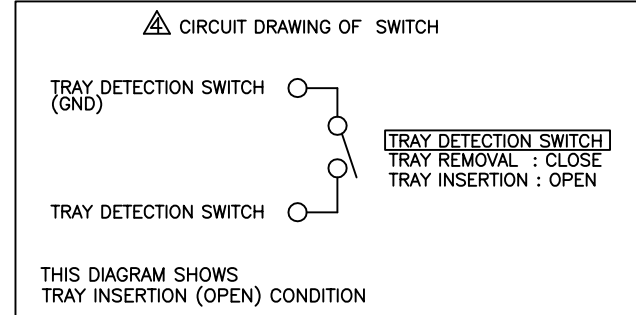 4 CIRCUIT DRAWING OF SWITCH
TRAY DETECTION SWITCH
(GND)
TRAY DETECTION SWITCH
TRAY REMOVAL : CLOSE
TRAY INSERTION : OPEN
TRAY DETECTION SWITCH
THIS DIAGRAM SHOWS
TRAY INSERTION (OPEN) CONDITION